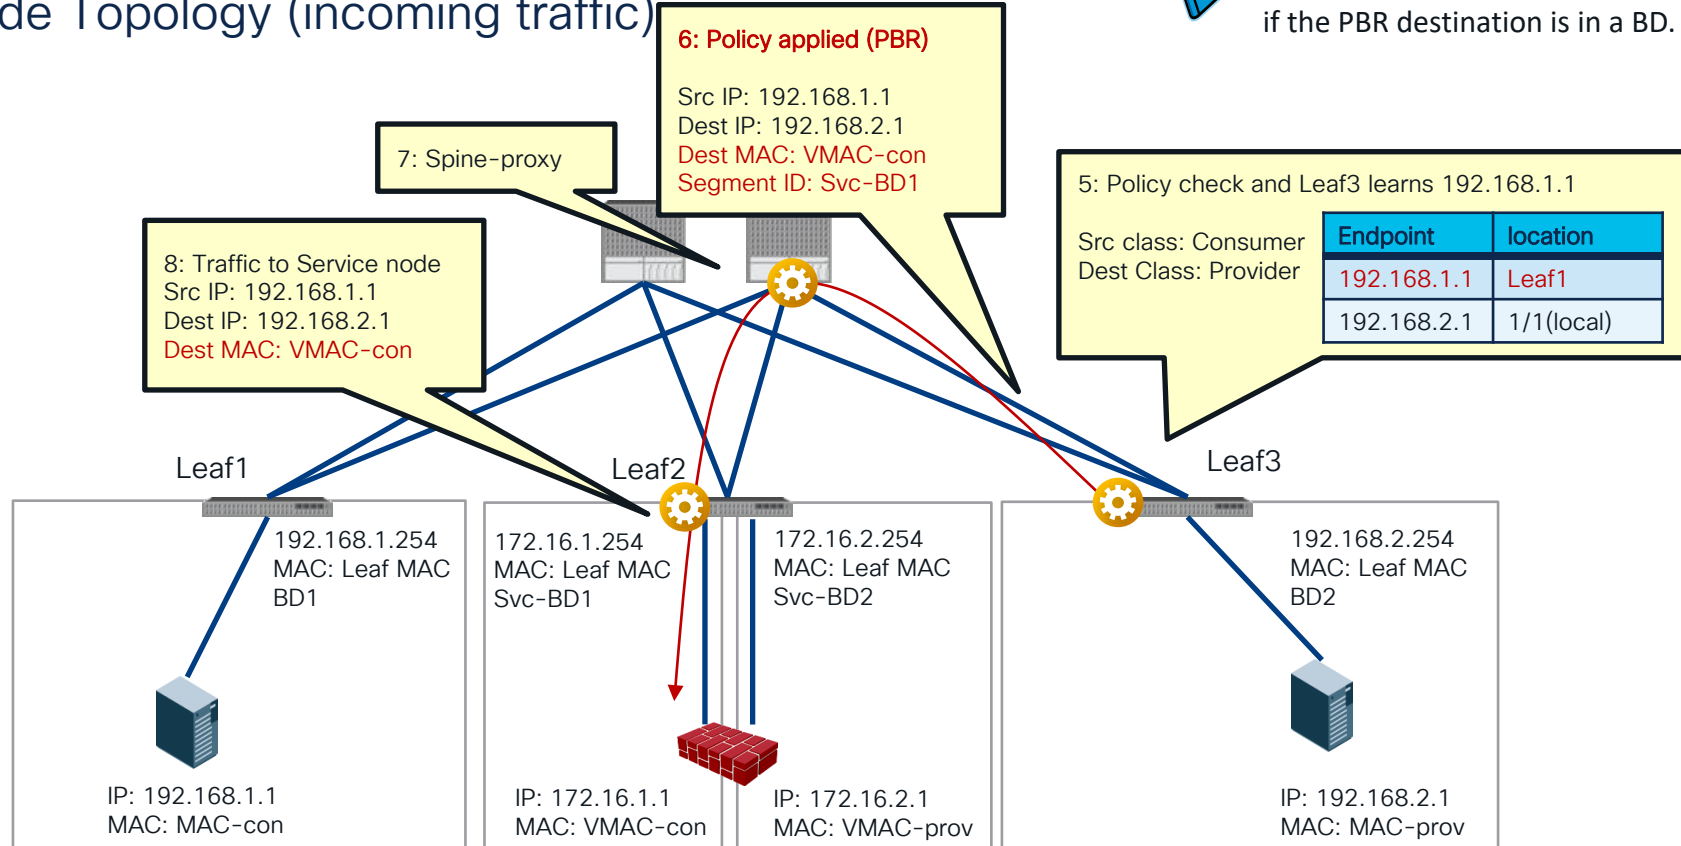 de Topology (incoming traffic)
if the PBR destination is in a BD.
6: Policy applied (PBR)
Src IP: 192.168.1.1
Dest IP: 192.168.2.1
Dest MAC: VMAC-con
Segment ID: Svc-BD1
7: Spine-proxy
5: Policy check and Leaf3 learns 192.168.1.1
Src class: Consumer
Dest Class: Provider
Endpoint location
192.168.1.1 Leaf1
192.168.2.1 1/1(local)
8: Traffic to Service node
Src IP: 192.168.1.1
Dest IP: 192.168.2.1
Dest MAC: VMAC-con
Leaf1
Leaf2
Leaf3
192.168.1.254
MAC: Leaf MAC
BD1
172.16.1.254
MAC: Leaf MAC
Svc-BD1
172.16.2.254
MAC: Leaf MAC
Svc-BD2
192.168.2.254
MAC: Leaf MAC
BD2
IP: 192.168.1.1
MAC: MAC-con
IP: 172.16.1.1
MAC: VMAC-con
IP: 172.16.2.1
MAC: VMAC-prov
IP: 192.168.2.1
MAC: MAC-prov